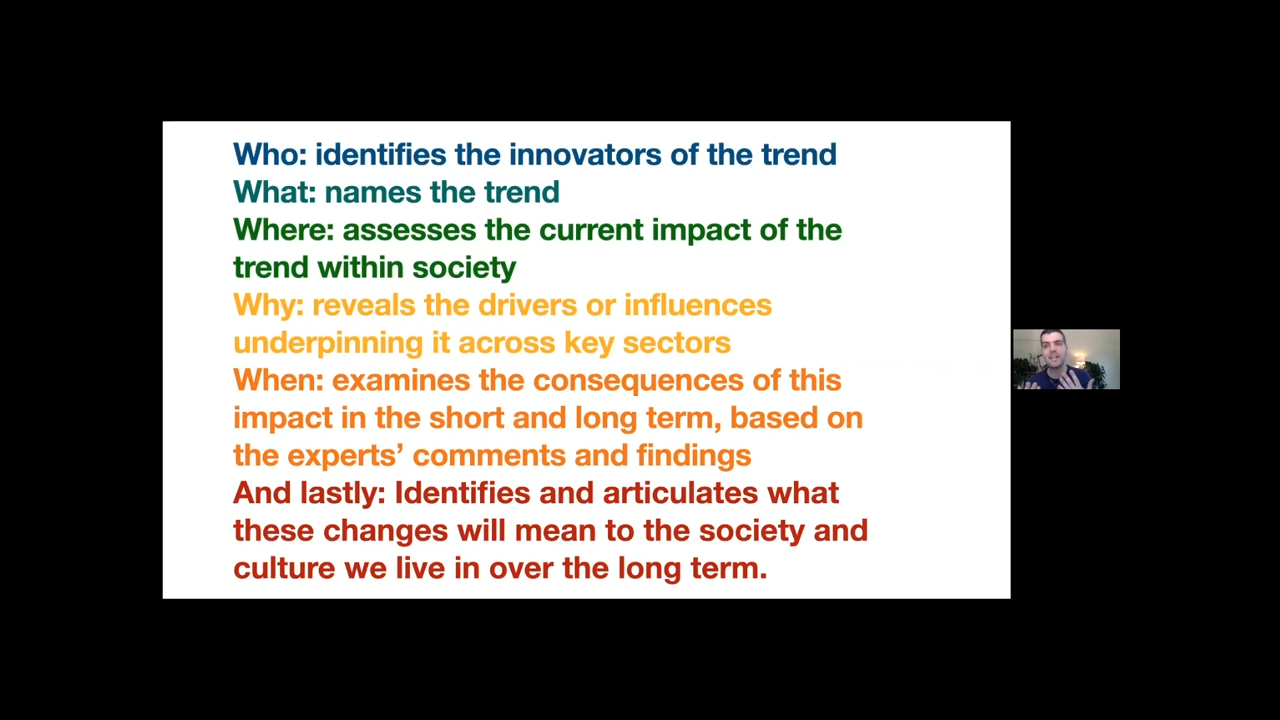 Who: identifies the innovators of the trend
What: names the trend
Where: assesses the current impact of the
trend within society
Why: reveals the drivers or influences
underpinning it across key sectors
When: examines the consequences of this
impact in the short and long term, based on
the experts’ comments and findings
And lastly: Identifies and articulates what
these changes will mean to the society and
culture we live in over the long term.